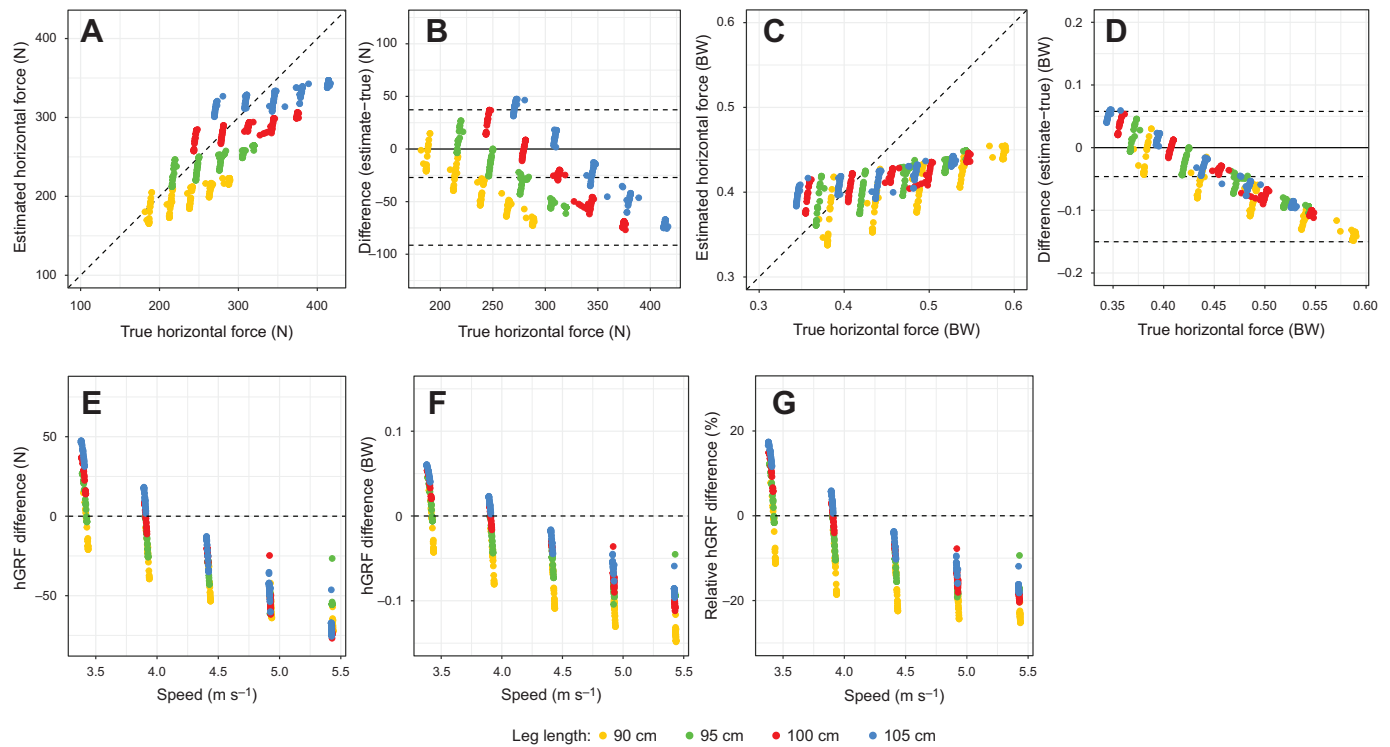 A
B
C
D
Estimated horizontal force (N)
400
300
200
100
100
200
300
400
True horizontal force (N)
Difference (estimate–true) (N)
100
50
0
–50
–100
200
250
300
350
400
True horizontal force (N)
Estimated horizontal force (BW)
0.6
0.5
0.4
0.3
0.3
0.4
0.5
0.6
True horizontal force (BW)
Difference (estimate–true) (BW)
0.2
0.1
0
–0.1
–0.2
0.35
0.40
0.45
0.50
0.55
0.60
True horizontal force (BW)
E
F
G
hGRF difference (N)
50
0
–50
3.5
4.0
4.5
5.0
5.5
Speed (m s–1)
hGRF difference (BW)
0.1
0
–0.1
3.5
4.0
4.5
5.0
5.5
Speed (m s–1)
Relative hGRF difference (%)
20
0
–20
3.5
4.0
4.5
5.0
5.5
Speed (m s–1)
Leg length: 90 cm 95 cm 100 cm 105 cm